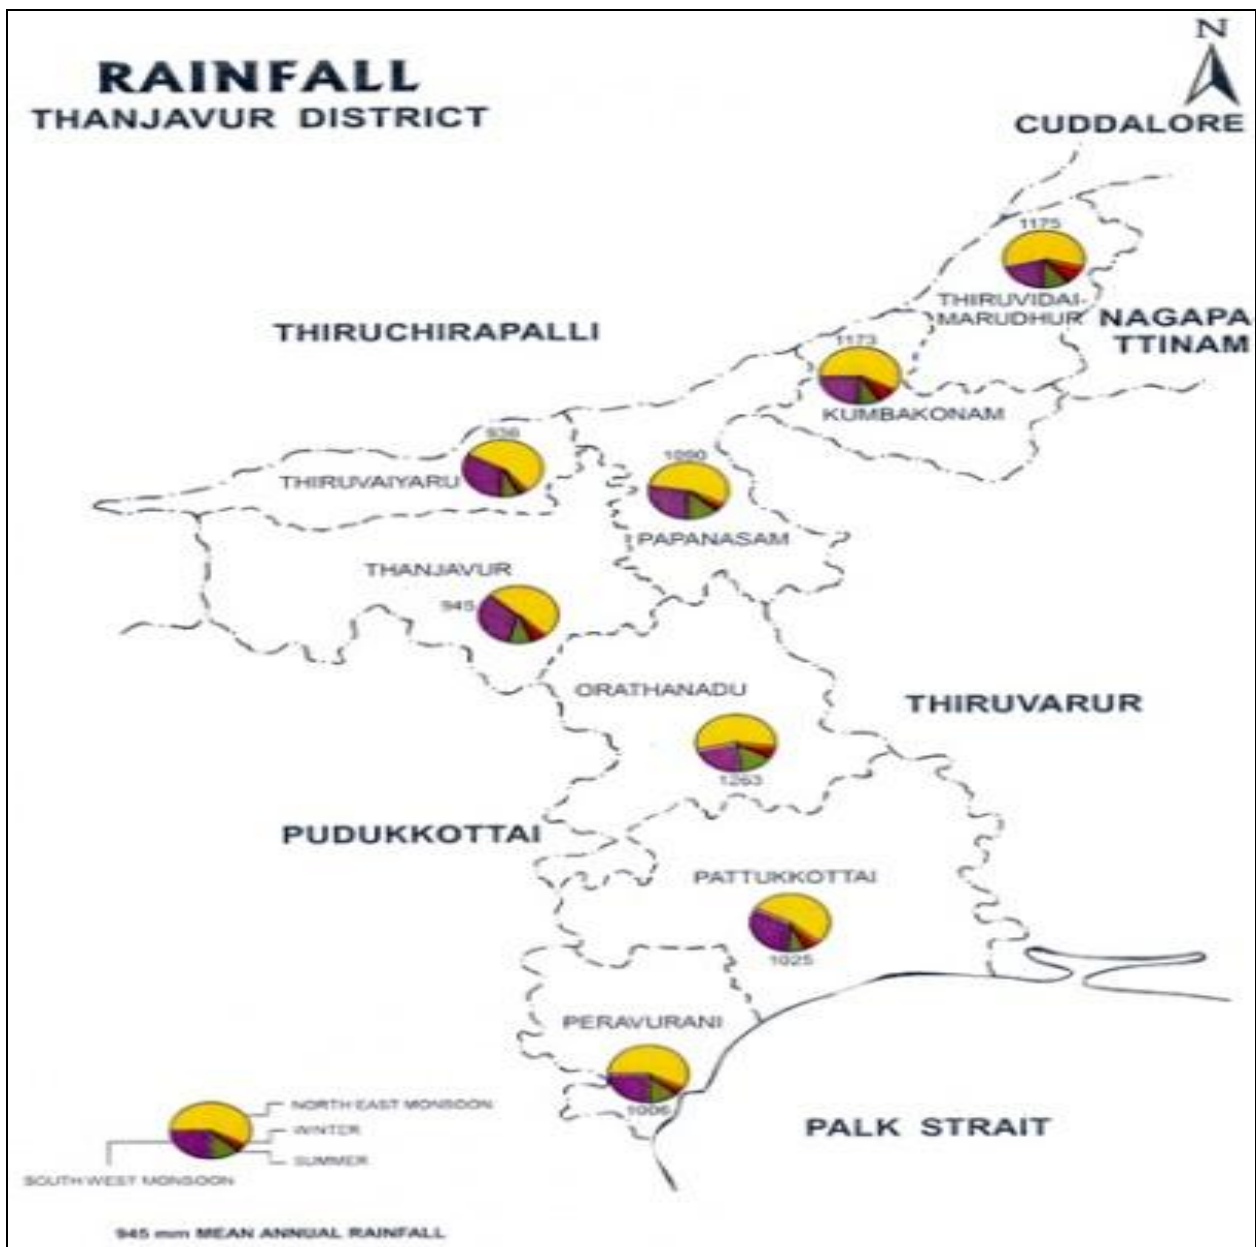 N
RAINFALL
THANJAVUR DISTRICT
CUDDALORE
1175
THIRUVIDAI-
MARUDHUR
NAGAPA
TTINAM
THIRUCHIRAPALLI
1173
KUMBAKONAM
936
THIRUVAIYARU
1090
PAPANASAM
THANJAVUR
945
ORATHANADU
1263
THIRUVARUR
PUDUKKOTTAI
PATTUKKOTTAI
1025
PERAVURANI
1006
PALK STRAIT
NORTH EAST MONSOON
WINTER
SUMMER
SOUTH WEST MONSOON
945 mm MEAN ANNUAL RAINFALL